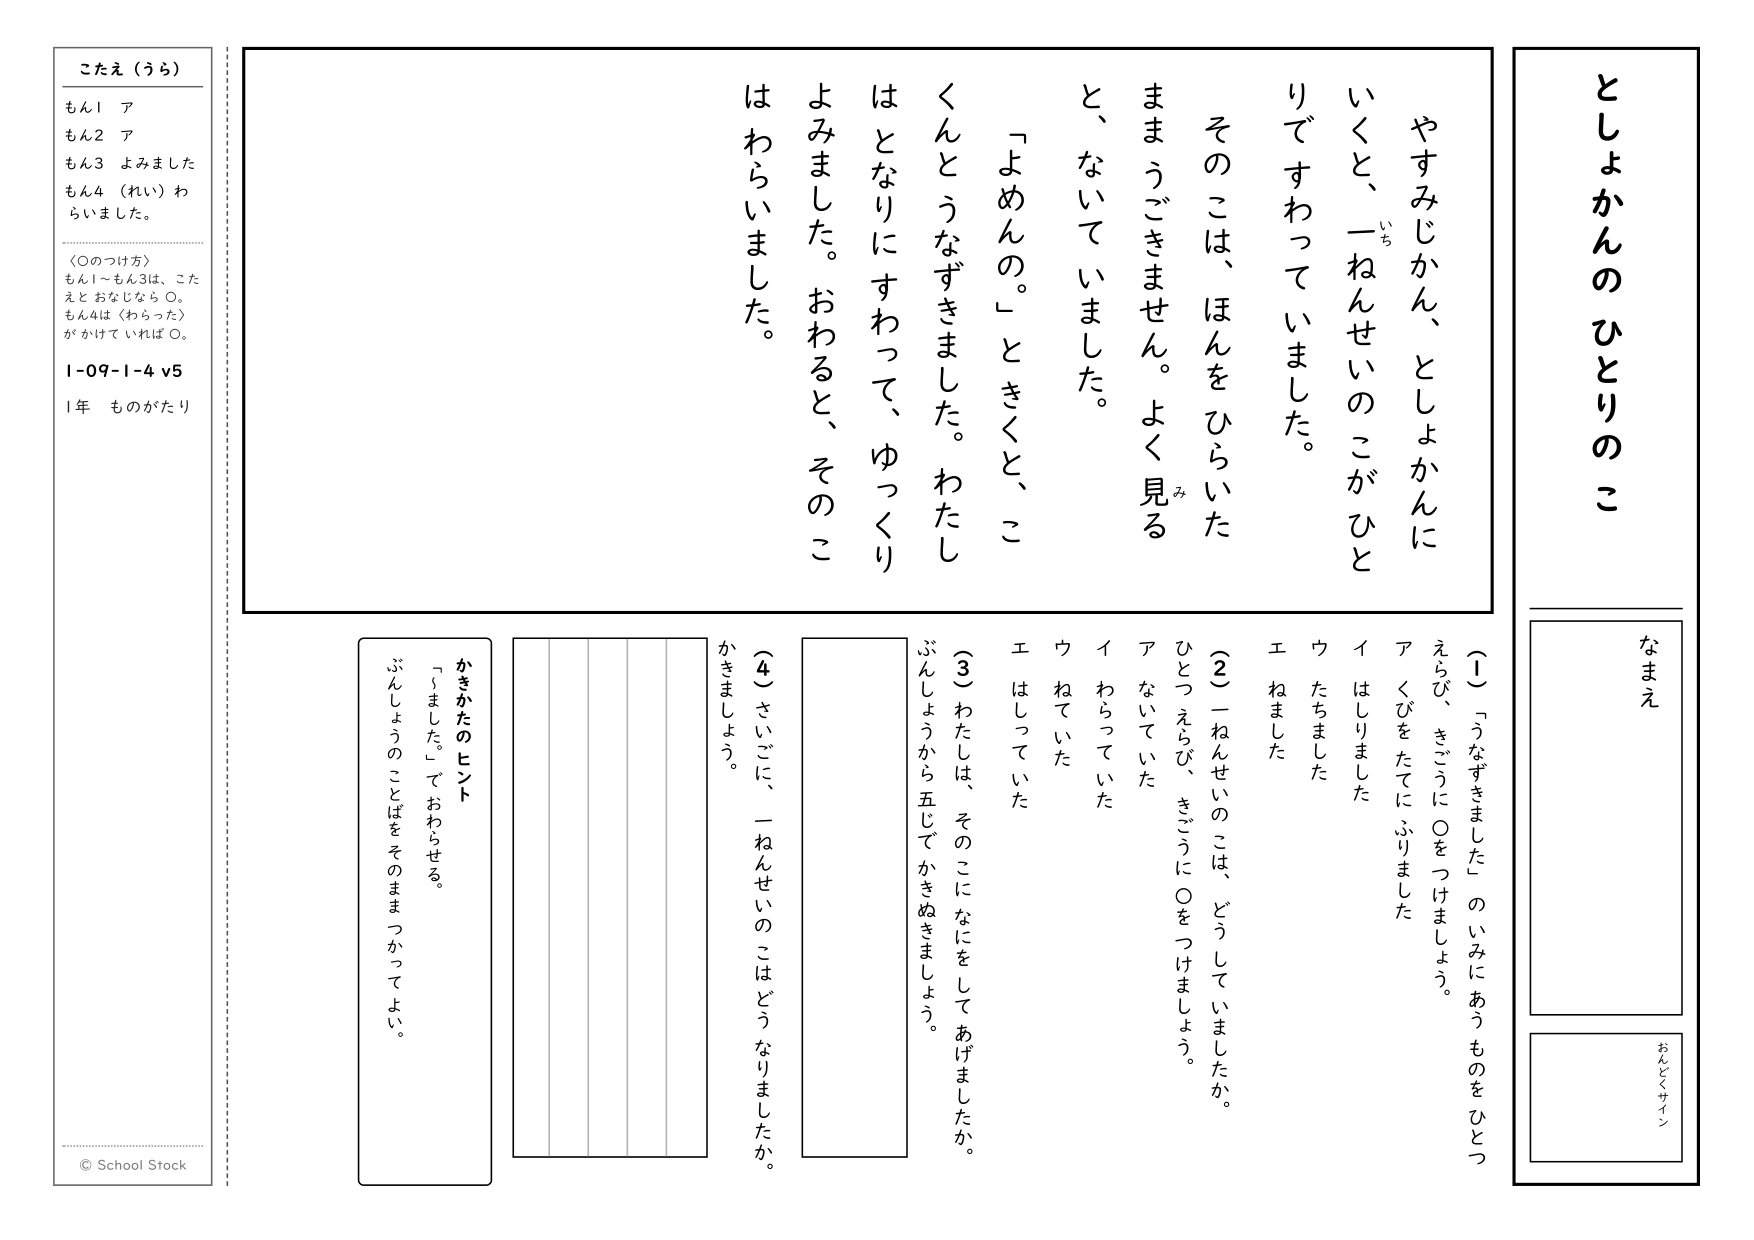 としょかんの ひとりの こ
なまえ
おんどくサイン
やすみじかん、としょかんに
いくと、一ねんせいの こが ひと
いち
りで すわって いました。
その こは、ほんを ひらいた
まま うごきません。よく 見る
み
と、ないて いました。
「よめんの。」と きくと、こ
くんと うなずきました。わたし
は となりに すわって、ゆっくり
よみました。おわると、その こ
は わらいました。
(1)「うなずきました」の いみに あう ものを ひとつ
えらび、きごうに ○を つけましょう。
ア くびを たてに ふりました
イ はしりました
ウ たちました
エ ねました
(2)一ねんせいの こは、どう して いましたか。
ひとつ えらび、きごうに ○を つけましょう。
ア ないて いた
イ わらって いた
ウ ねて いた
エ はしって いた
(3)わたしは、その こに なにを して あげましたか。
ぶんしょうから 五じで かきぬきましょう。
(4)さいごに、一ねんせいの こは どう なりましたか。
かきましょう。
かきかたの ヒント
「〜ました。」で おわらせる。
ぶんしょうの ことばを そのまま つかって よい。
こたえ(うら)
もん1 ア
もん2 ア
もん3 よみました
もん4 (れい)わ
らいました。
〈○のつけ方〉
もん1〜もん3は、こた
えと おなじなら ○。
もん4は〈わらった〉
が かけて いれば ○。
1-09-1-4 v5
1年 ものがたり
© School Stock